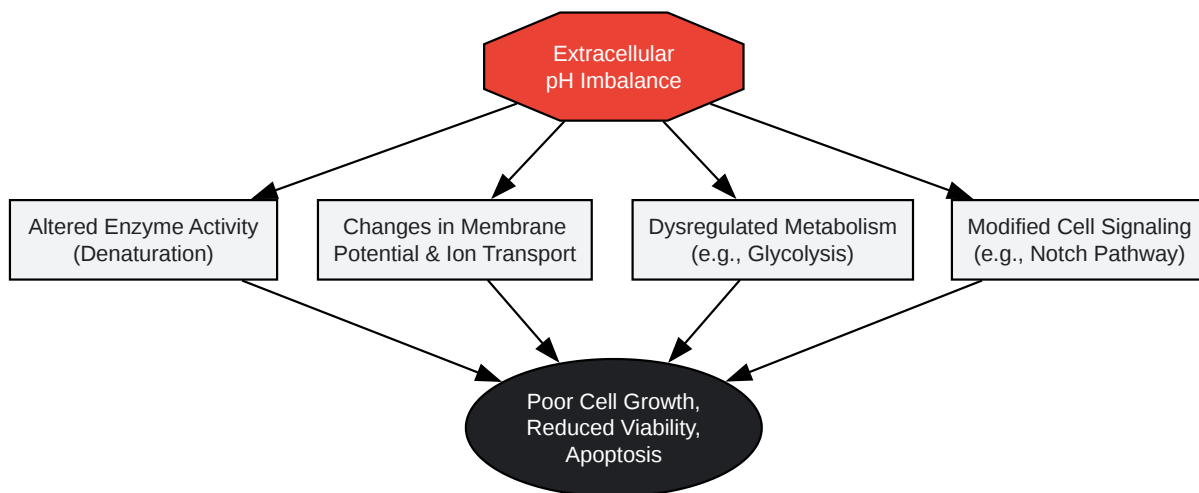 Extracellular
pH Imbalance
Altered Enzyme Activity
(Denaturation)
Changes in Membrane
Potential & Ion Transport
Dysregulated Metabolism
(e.g., Glycolysis)
Modified Cell Signaling
(e.g., Notch Pathway)
Poor Cell Growth,
Reduced Viability,
Apoptosis